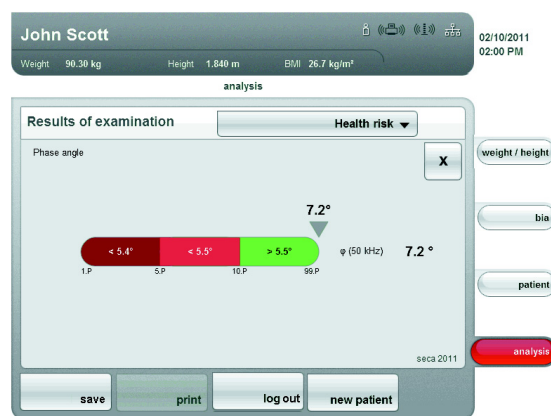 John Scott
Weight 90.30 kg Height 1.840 m BMI 26.7 kg/m²
02/10/2011
02:00 PM
analysis
Results of examination
Health risk
Phase angle
X
weight / height
7.2°
< 5.4° < 5.5° > 5.5° φ (50 kHz) 7.2 °
1.P 5.P 10.P 99.P
bia
patient
analysis
seca 2011
save print log out new patient